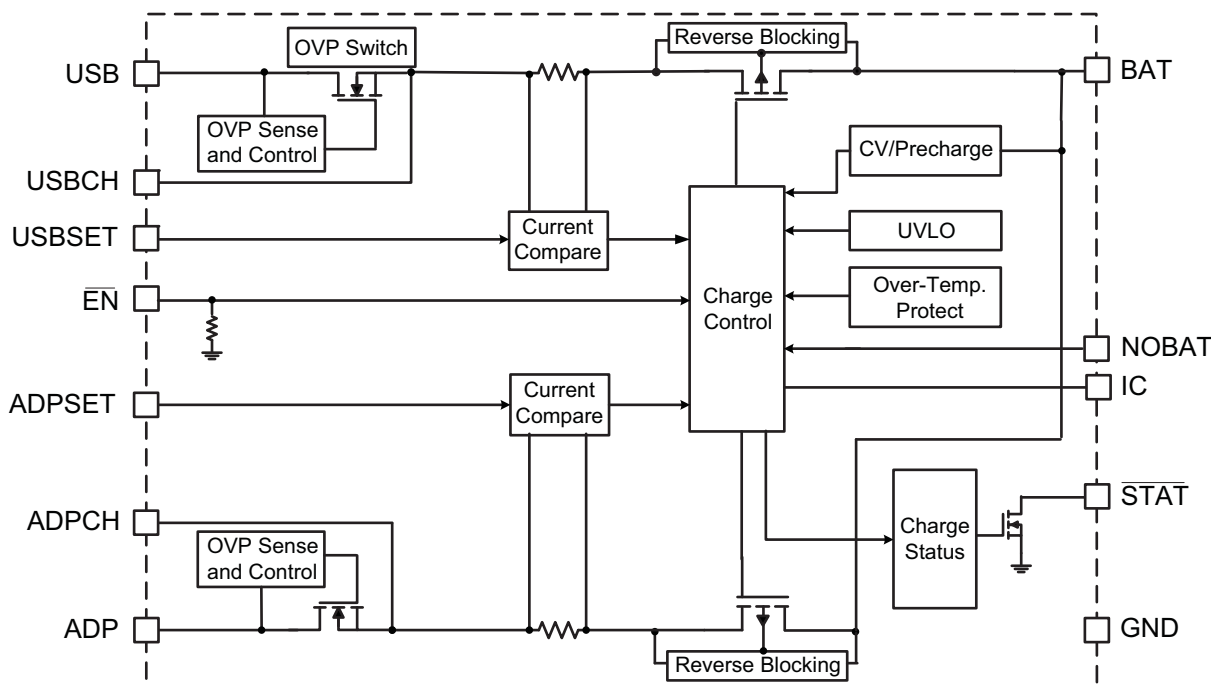 OVP Switch
Reverse Blocking
USB
BAT
OVP Sense
and Control
CV/Precharge
USBCH
USBSET
Current
Compare
UVLO
EN
Charge
Control
Over-Temp.
Protect
NOBAT
IC
ADPSET
Current
Compare
STAT
ADPCH
OVP Sense
and Control
Charge
Status
ADP
GND
Reverse Blocking